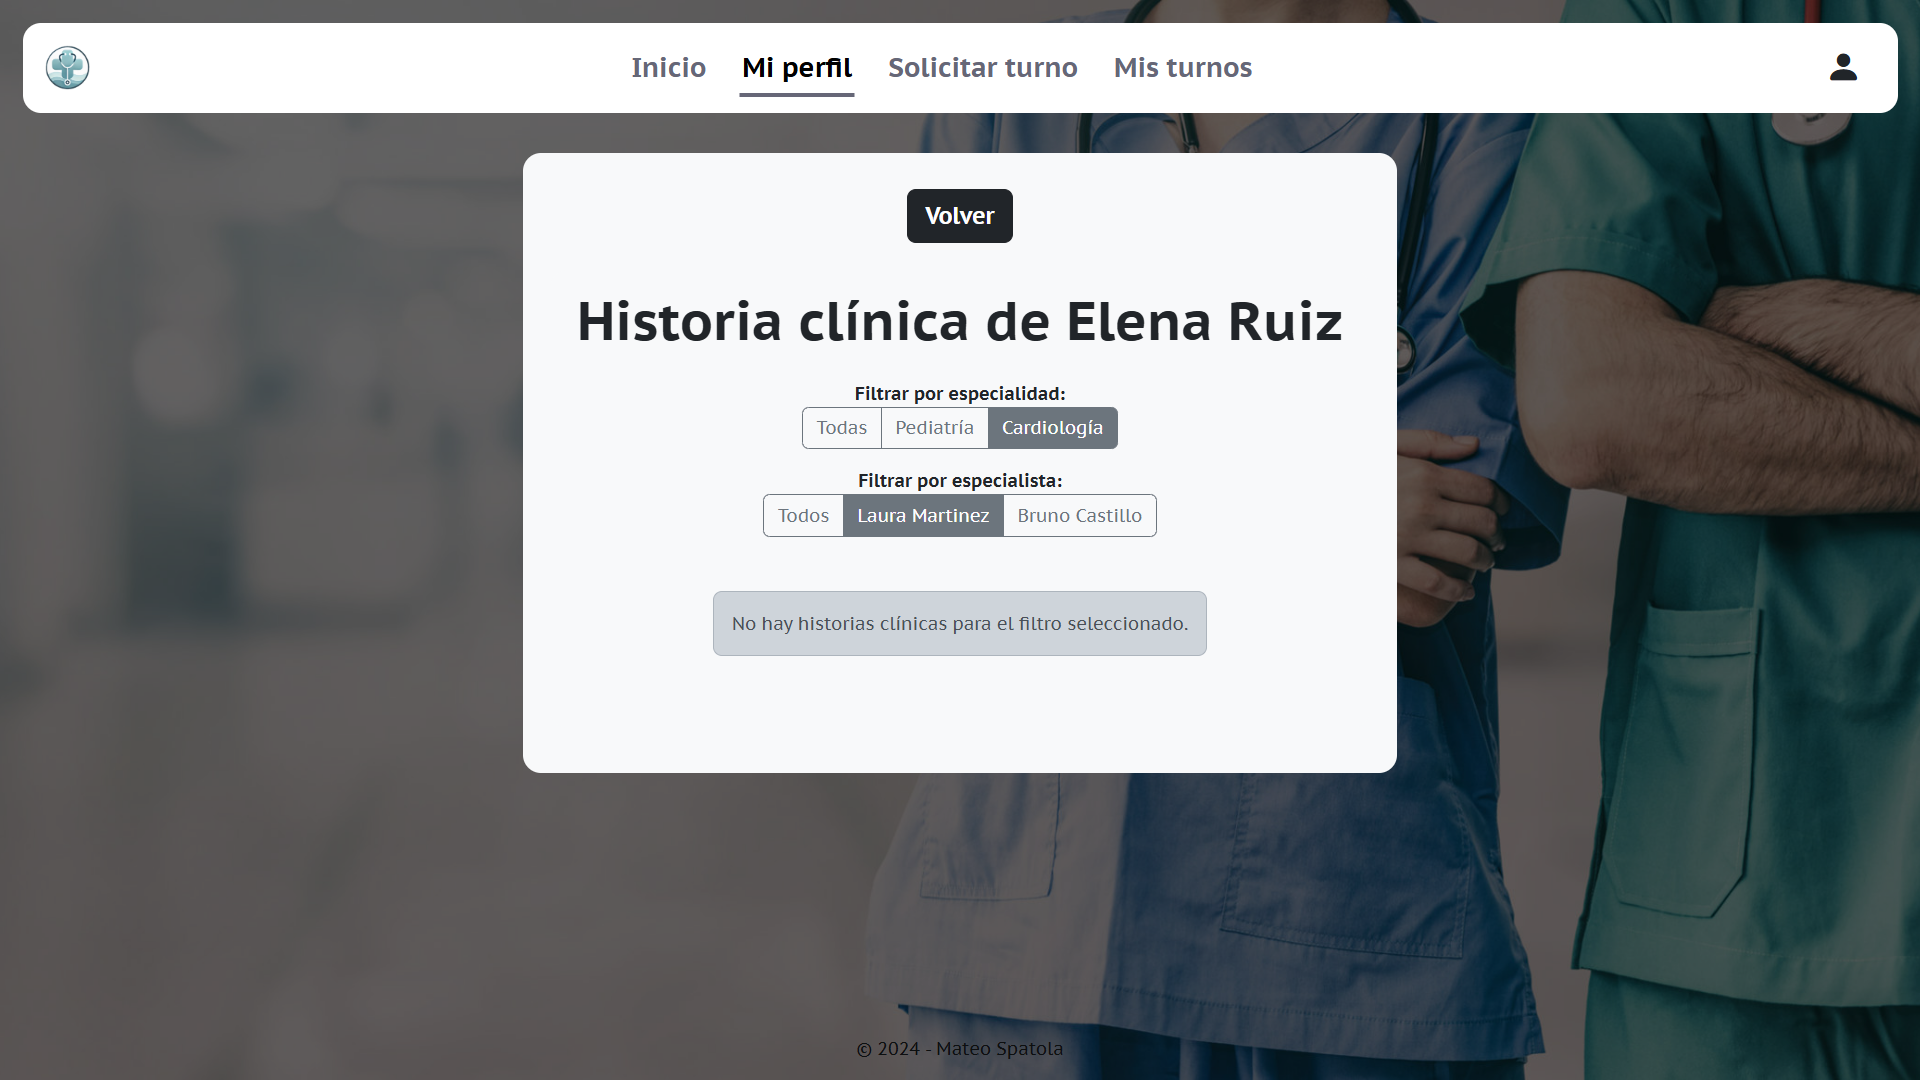 Inicio Mi perfil Solicitar turno Mis turnos
Volver
Historia clínica de Elena Ruiz
Filtrar por especialidad:
Todas Pediatría Cardiología
Filtrar por especialista:
Todos Laura Martinez Bruno Castillo
No hay historias clínicas para el filtro seleccionado.
© 2024 - Mateo Spatola